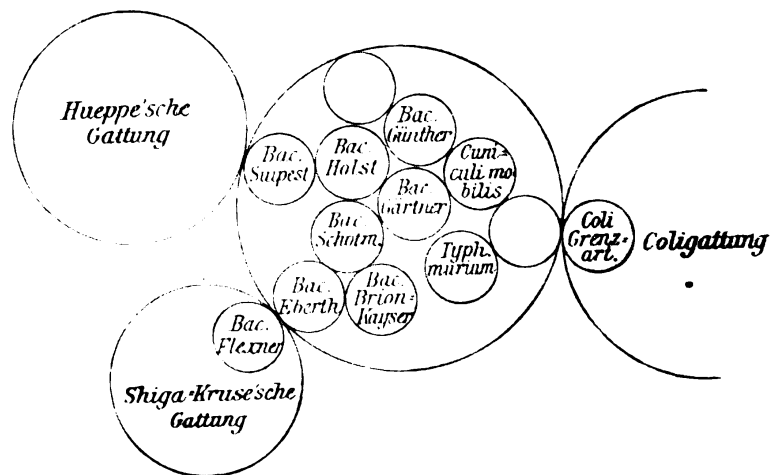 Hueppe'sche
Gattung
Bac.
Suipest
Bac.
Holst
Bac.
Günther
Cuni=
culi mo
bilis
Bac
Gärtner
Bac
Schotm.
Typh.
murium
Coli
Grenz=
art.
Coligattung
Bac.
Eberth
Bac.
Brion=
Kayser
Bac.
Flexner
Shiga=Kruse'sche
Gattung